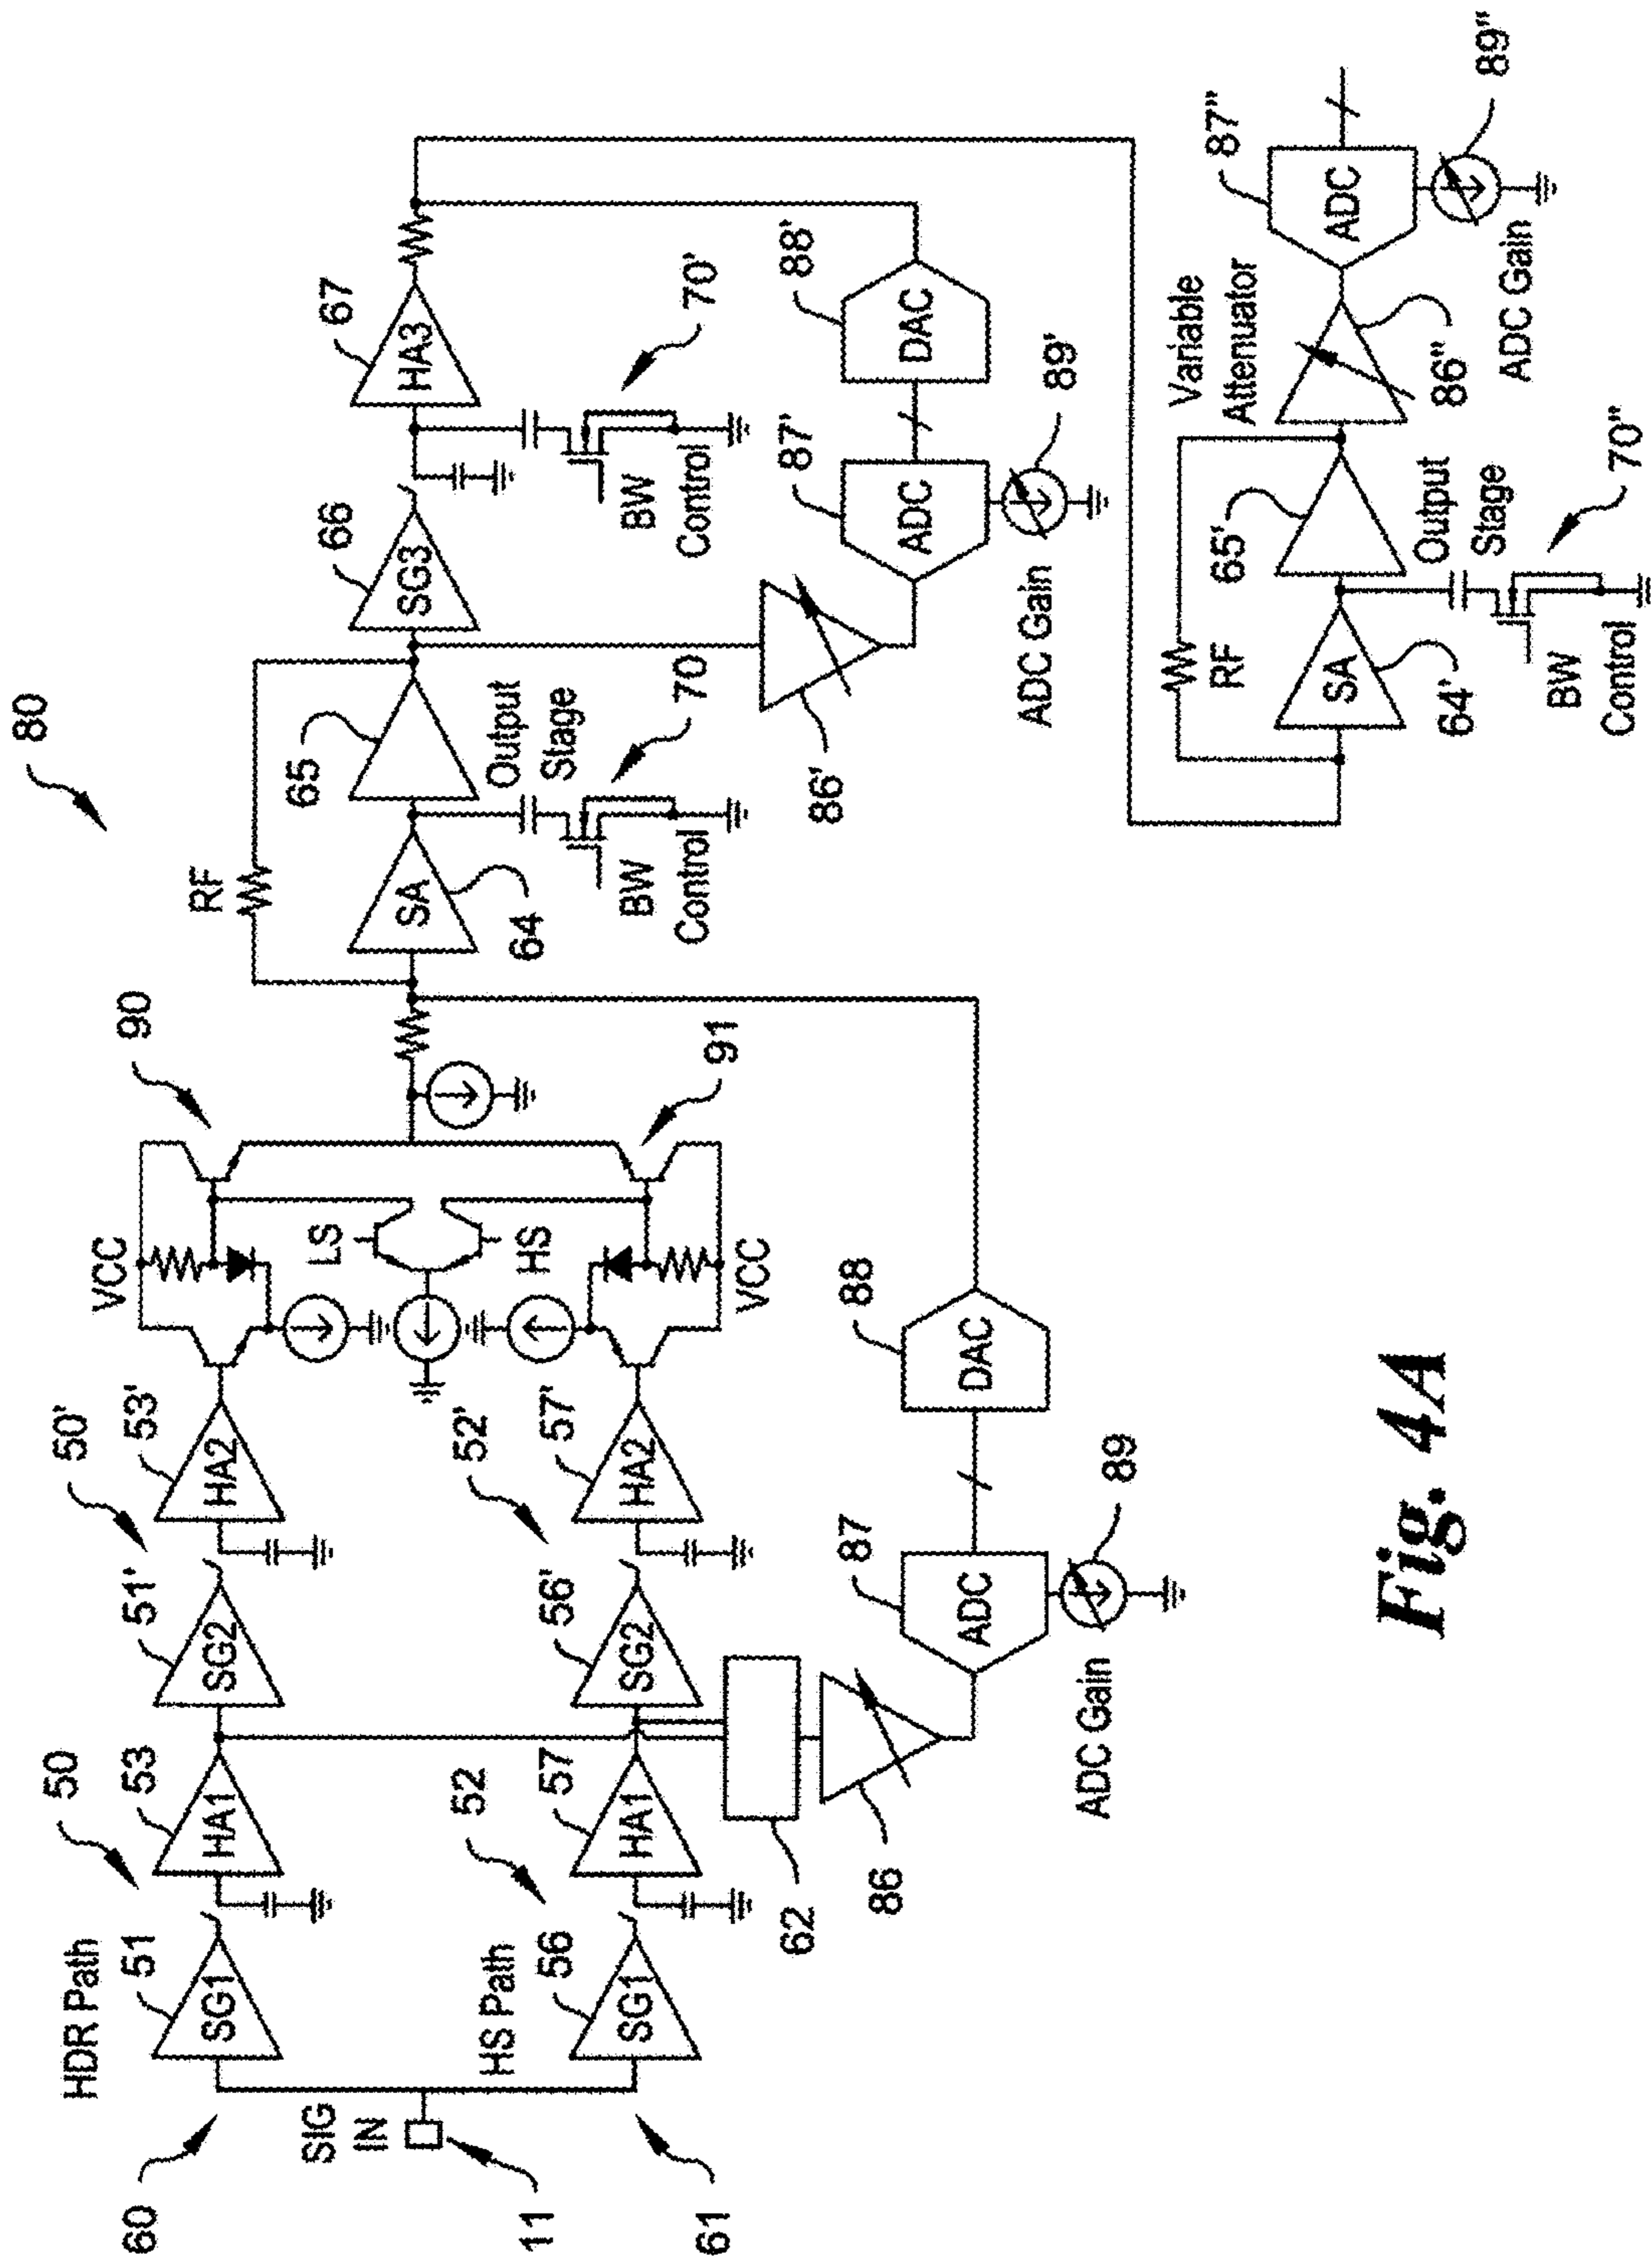 80
HDR Path
50
50'
60
51
53
51'
53'
VCC
90
RF
65
66
67
SG1
HA1
SG2
HA2
SA
SG3
HA3
SIG
IN
11
LS
HS
64
Output
Stage
70
BW
Control
BW
Control
70'
HS Path
52
52'
61
56
57
56'
57'
VCC
91
SG1
HA1
SG2
HA2
62
86
87
88
ADC
DAC
89
ADC Gain
86'
87'
88'
ADC
DAC
89'
ADC Gain
RF
65'
Variable
Attenuator
87"
SA
ADC
64'
Output
Stage
86"
89"
ADC Gain
BW
Control
70"
Fig. 4A